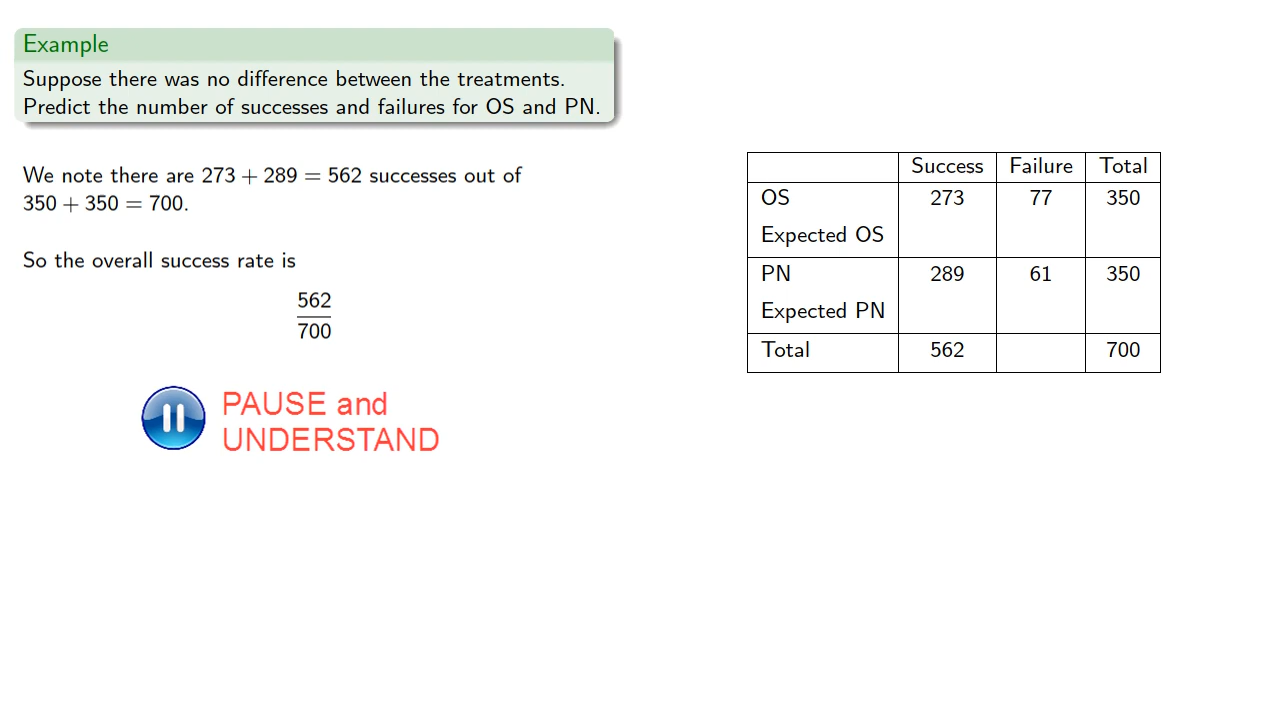 Example
Suppose there was no difference between the treatments.
Predict the number of successes and failures for OS and PN.
We note there are 273 + 289 = 562 successes out of
350 + 350 = 700.
So the overall success rate is
562
700
PAUSE and
UNDERSTAND
Success Failure Total
OS 273 77 350
Expected OS
PN 289 61 350
Expected PN
Total 562 700